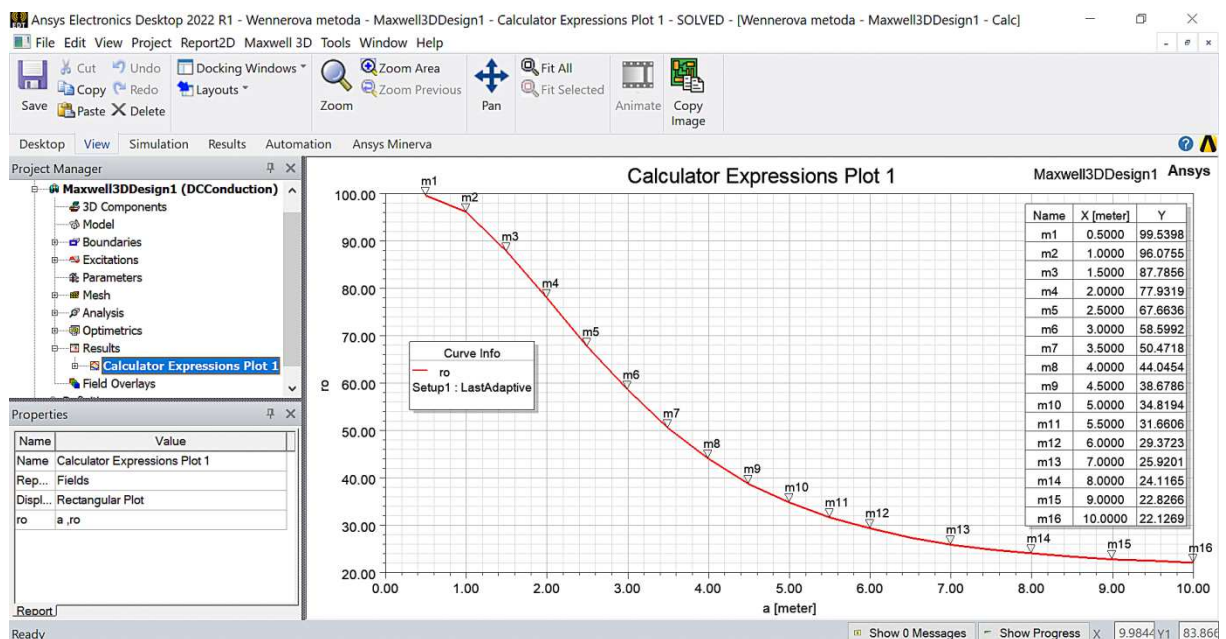 Ansys Electronics Desktop 2022 R1 - Wennerova metoda - Maxwell3DDesign1 - Calculator Expressions Plot 1 - SOLVED - [Wennerova metoda - Maxwell3DDesign1 - Calc]
File Edit View Project Report2D Maxwell 3D Tools Window Help
Save
Cut Undo
Copy Redo
Paste Delete
Docking Windows
Layouts
Zoom
Zoom Area
Zoom Previous
Pan
Fit All
Fit Selected
Animate
Copy Image
Desktop View Simulation Results Automation Ansys Minerva
Project Manager
Maxwell3DDesign1 (DCConduction)
3D Components
Model
Boundaries
Excitations
Parameters
Mesh
Analysis
Optimetrics
Results
Calculator Expressions Plot 1
Field Overlays
Properties
Name Value
Name Calculator Expressions Plot 1
Rep... Fields
Displ... Rectangular Plot
ro a ,ro
Report
Calculator Expressions Plot 1
Maxwell3DDesign1 Ansys
100.00
90.00
80.00
70.00
60.00
50.00
40.00
30.00
20.00
ro
m1
m2
m3
m4
m5
m6
m7
m8
m9
m10
m11
m12
m13
m14
m15
m16
Curve Info
ro
Setup1 : LastAdaptive
Name X [meter] Y
m1 0.5000 99.5398
m2 1.0000 96.0755
m3 1.5000 87.7856
m4 2.0000 77.9319
m5 2.5000 67.6636
m6 3.0000 58.5992
m7 3.5000 50.4718
m8 4.0000 44.0454
m9 4.5000 38.6786
m10 5.0000 34.8194
m11 5.5000 31.6606
m12 6.0000 29.3723
m13 7.0000 25.9201
m14 8.0000 24.1165
m15 9.0000 22.8266
m16 10.0000 22.1269
0.00 1.00 2.00 3.00 4.00 5.00 6.00 7.00 8.00 9.00 10.00
a [meter]
Ready
Show 0 Messages Show Progress X 9.9844 Y1 83.866